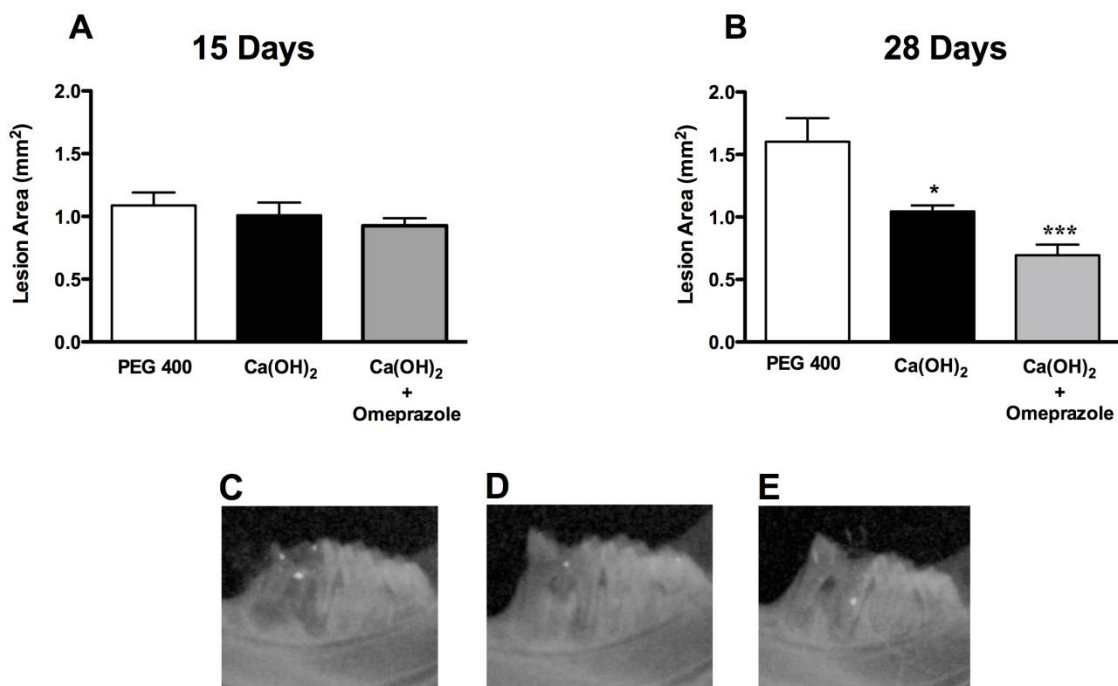 A
15 Days
2.0
1.5
1.0
0.5
0.0
Lesion Area (mm²)
PEG 400
Ca(OH)₂
Ca(OH)₂
+
Omeprazole
B
28 Days
2.0
1.5
1.0
0.5
0.0
Lesion Area (mm²)
*
***
PEG 400
Ca(OH)₂
Ca(OH)₂
+
Omeprazole
C
D
E